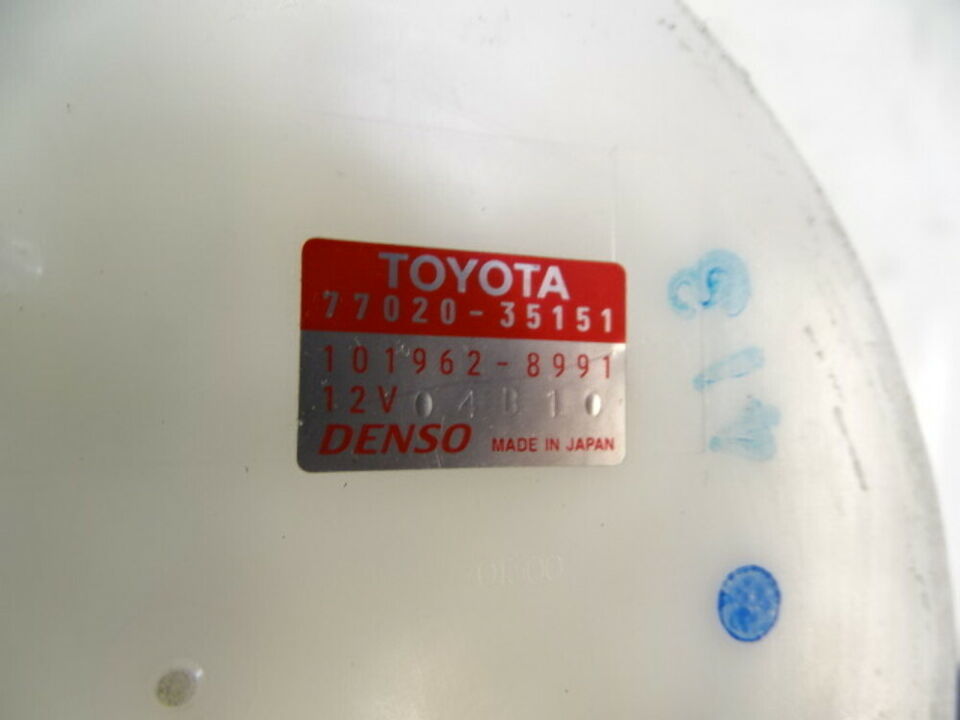 TOYOTA
77020-35151
101962-8991
12V 04B10
DENSO MADE IN JAPAN